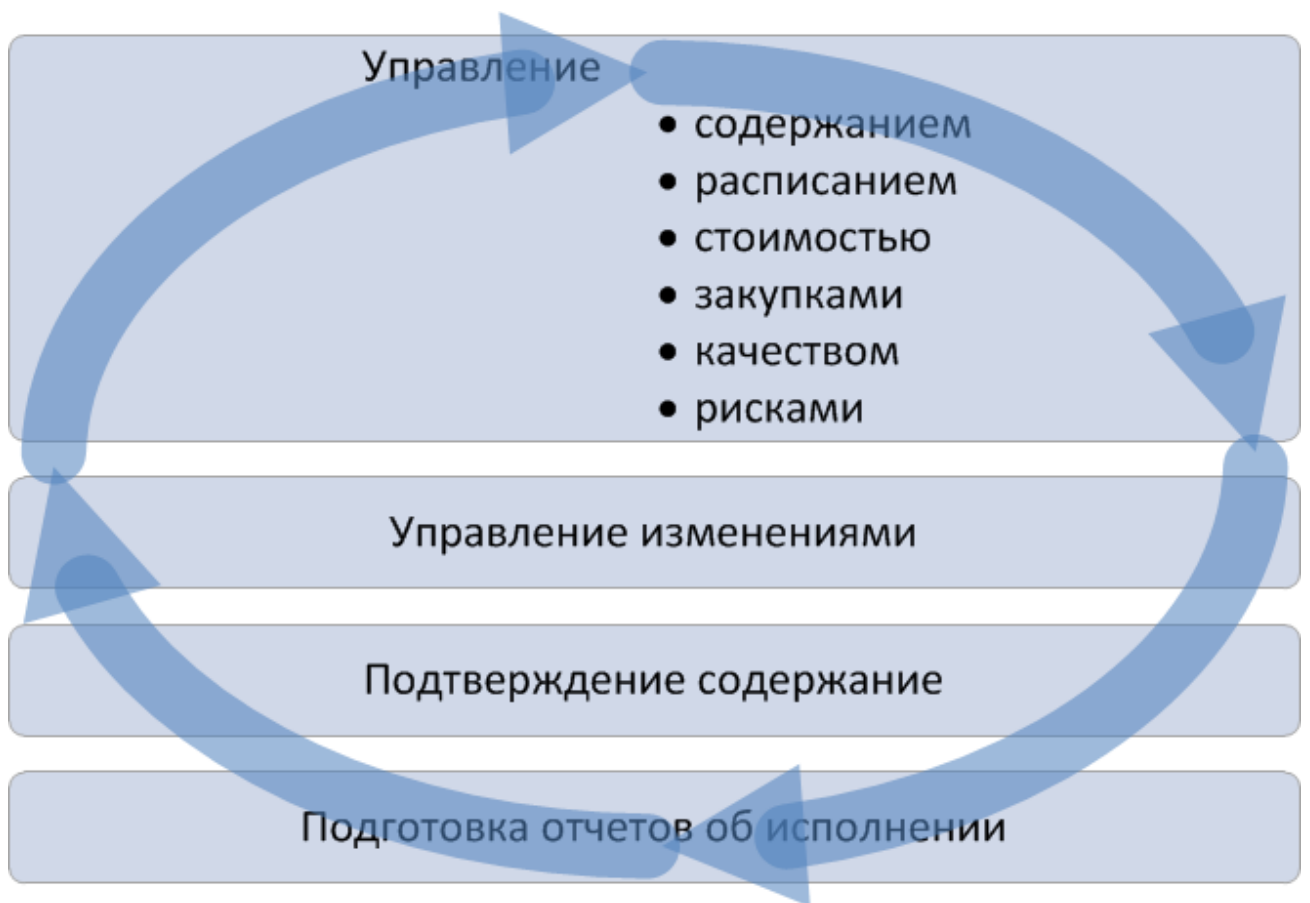 Управление
• содержанием
• расписанием
• стоимостью
• закупками
• качеством
• рисками
Управление изменениями
Подтверждение содержание
Подготовка отчетов об исполнении